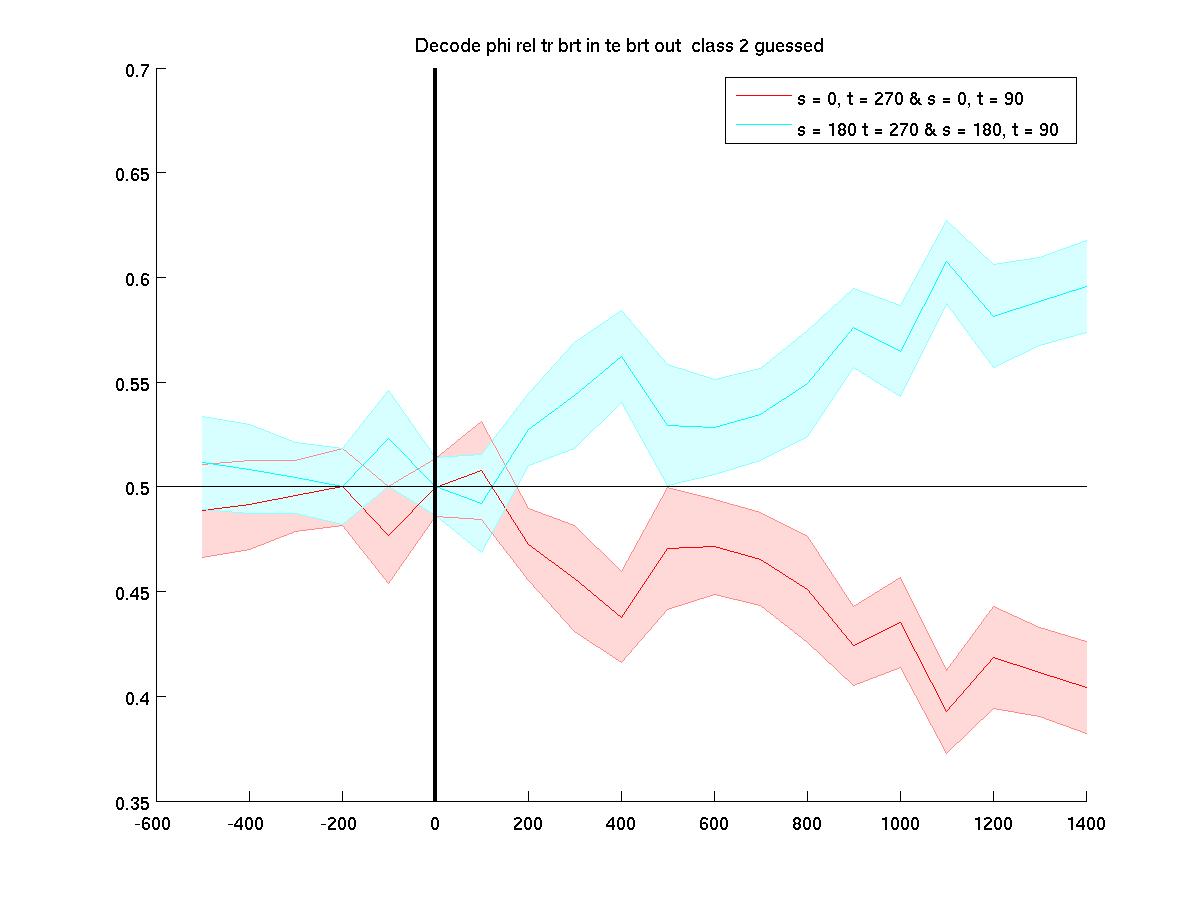 Decode phi rel tr brt in te brt out  class 2 guessed
s = 0, t = 270 & s = 0, t = 90
s = 180 t = 270 & s = 180, t = 90
0.7
0.65
0.6
0.55
0.5
0.45
0.4
0.35
-600 -400 -200 0 200 400 600 800 1000 1200 1400